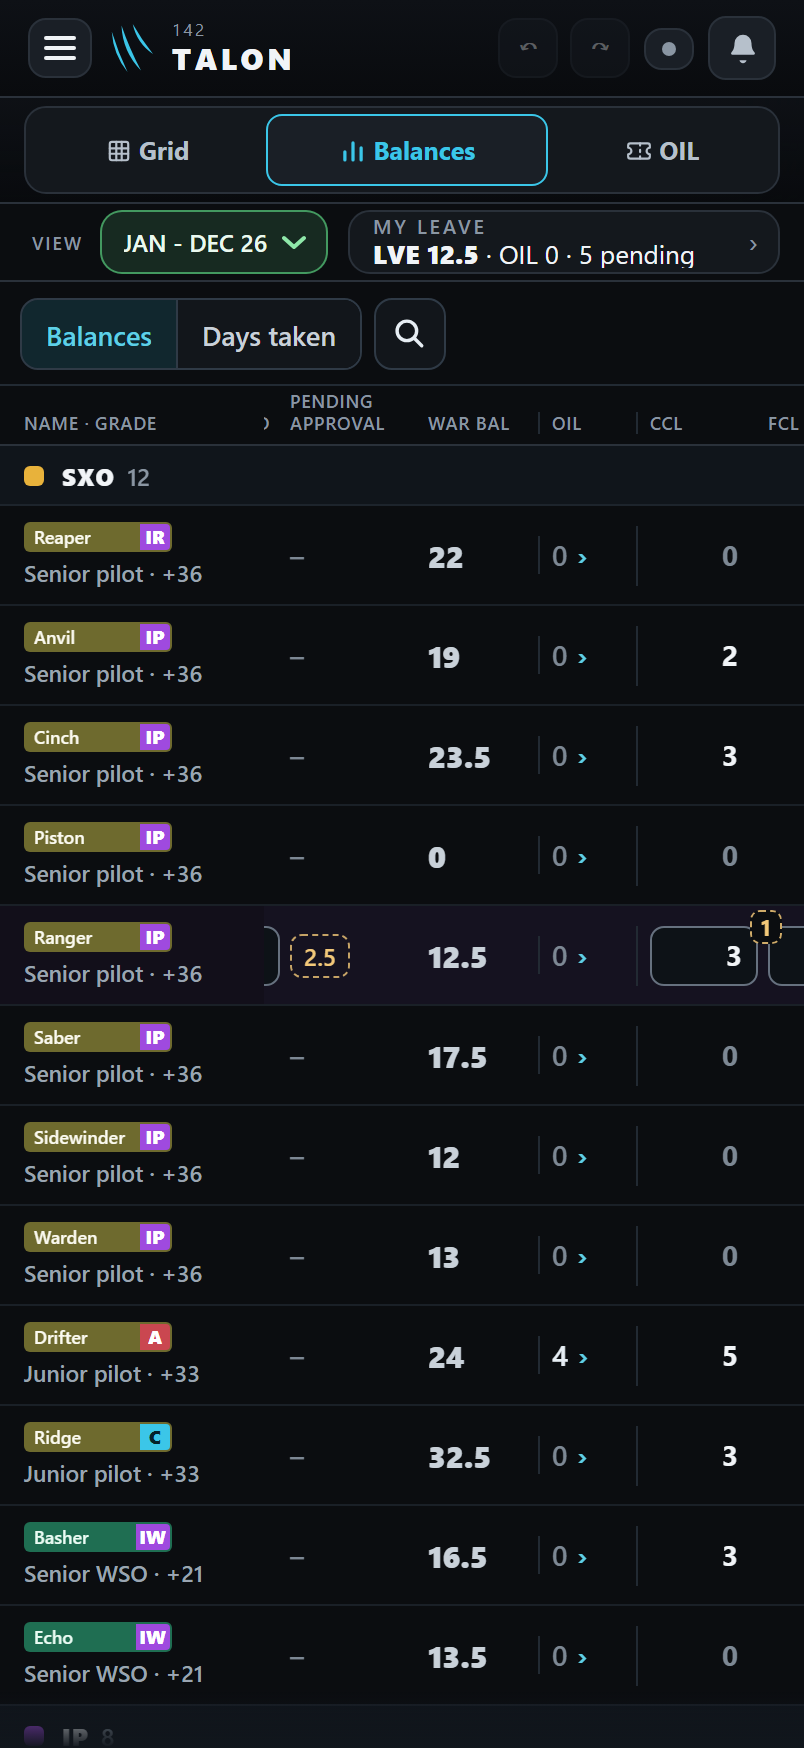 142
TALON
Grid
Balances
OIL
VIEW
JAN - DEC 26
MY LEAVE
LVE 12.5 · OIL 0 · 5 pending
Balances
Days taken
NAME · GRADE
PENDING APPROVAL
WAR BAL
OIL
CCL
FCL
SXO 12
Reaper IR
Senior pilot · +36
– 22 0 › 0
Anvil IP
Senior pilot · +36
– 19 0 › 2
Cinch IP
Senior pilot · +36
– 23.5 0 › 3
Piston IP
Senior pilot · +36
– 0 0 › 0
Ranger IP
Senior pilot · +36
2.5 12.5 0 › 3 1
Saber IP
Senior pilot · +36
– 17.5 0 › 0
Sidewinder IP
Senior pilot · +36
– 12 0 › 0
Warden IP
Senior pilot · +36
– 13 0 › 0
Drifter A
Junior pilot · +33
– 24 4 › 5
Ridge C
Junior pilot · +33
– 32.5 0 › 3
Basher IW
Senior WSO · +21
– 16.5 0 › 3
Echo IW
Senior WSO · +21
– 13.5 0 › 0
IP 8